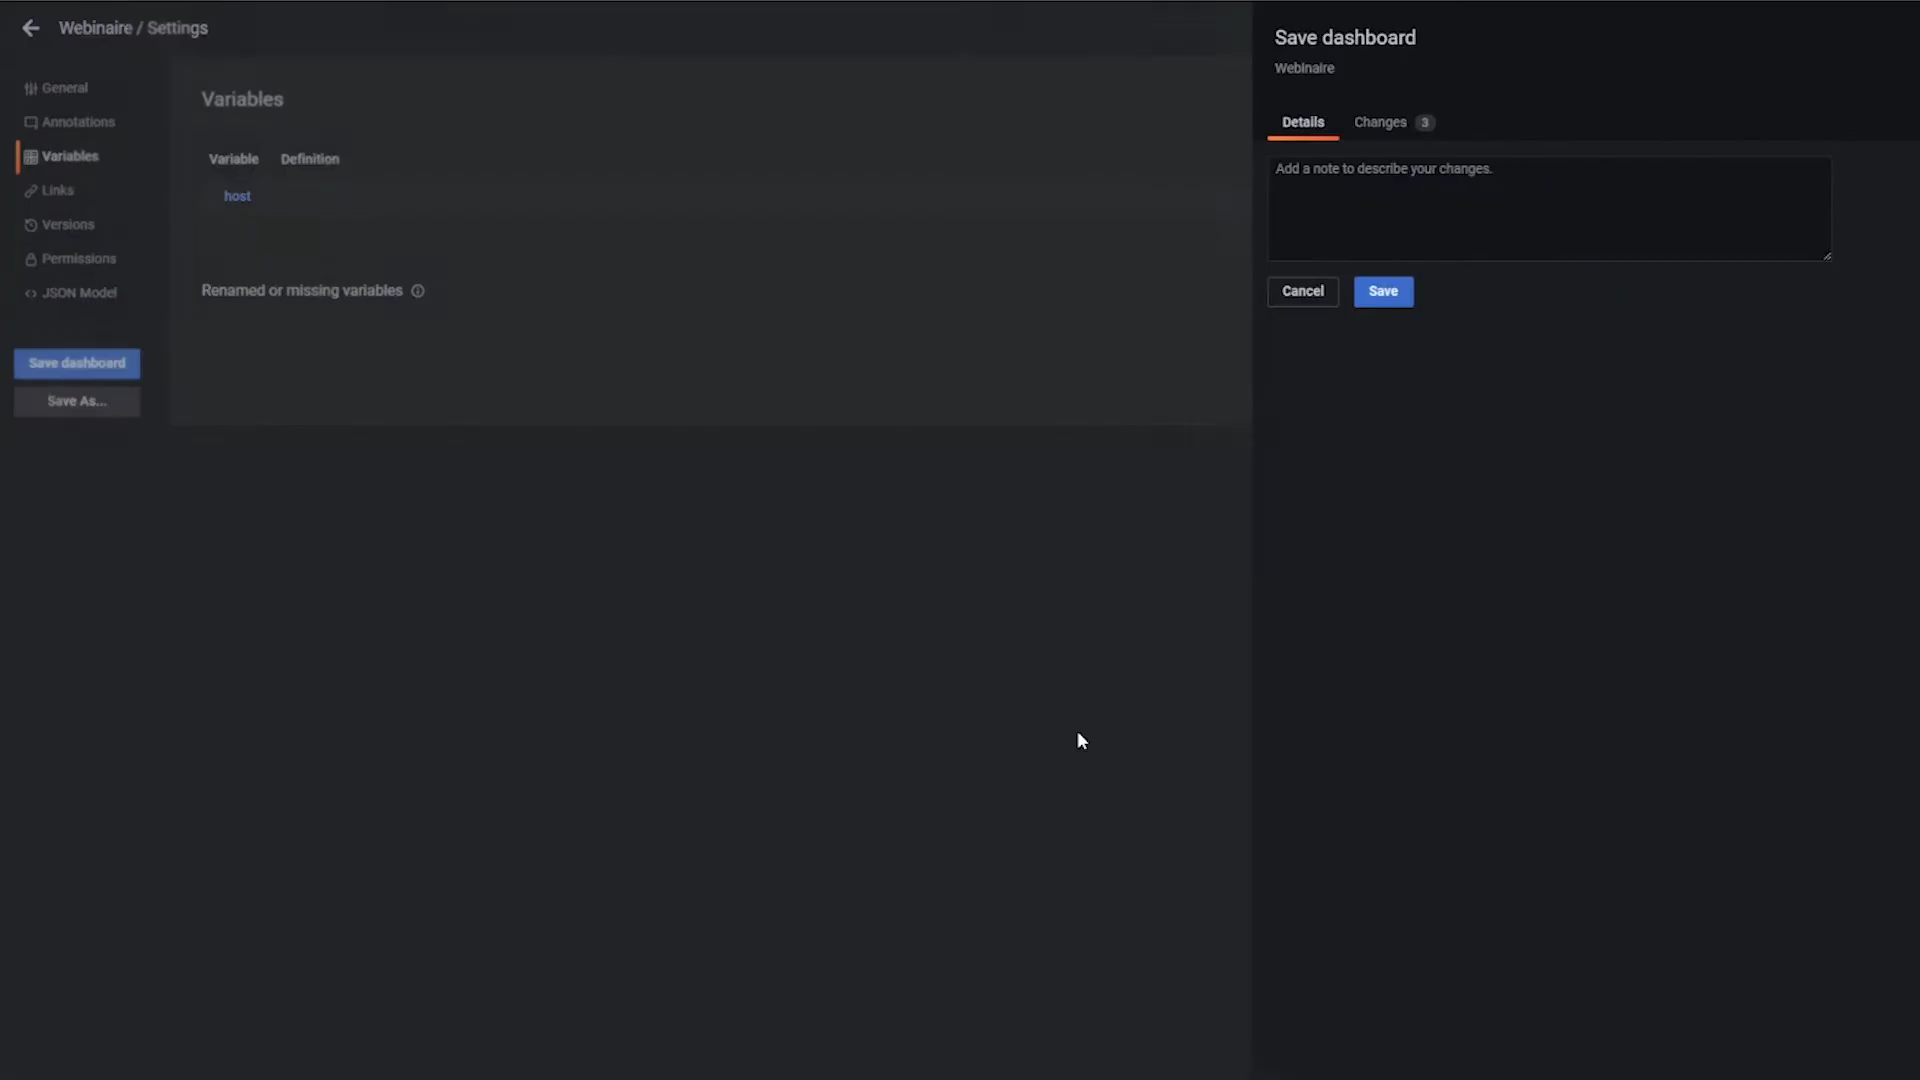 Webinaire / Settings
General
Annotations
Variables
Links
Versions
Permissions
JSON Model
Save dashboard
Save As...
Variables
Variable Definition
host
Renamed or missing variables
Save dashboard
Webinaire
Details Changes 3
Add a note to describe your changes.
Cancel Save